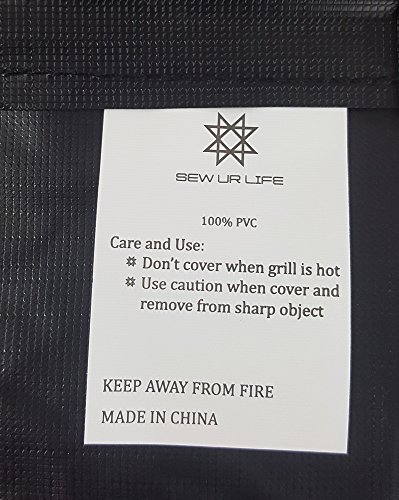 SEW UR LIFE
100% PVC
Care and Use:
Don't cover when grill is hot
Use caution when cover and
remove from sharp object
KEEP AWAY FROM FIRE
MADE IN CHINA